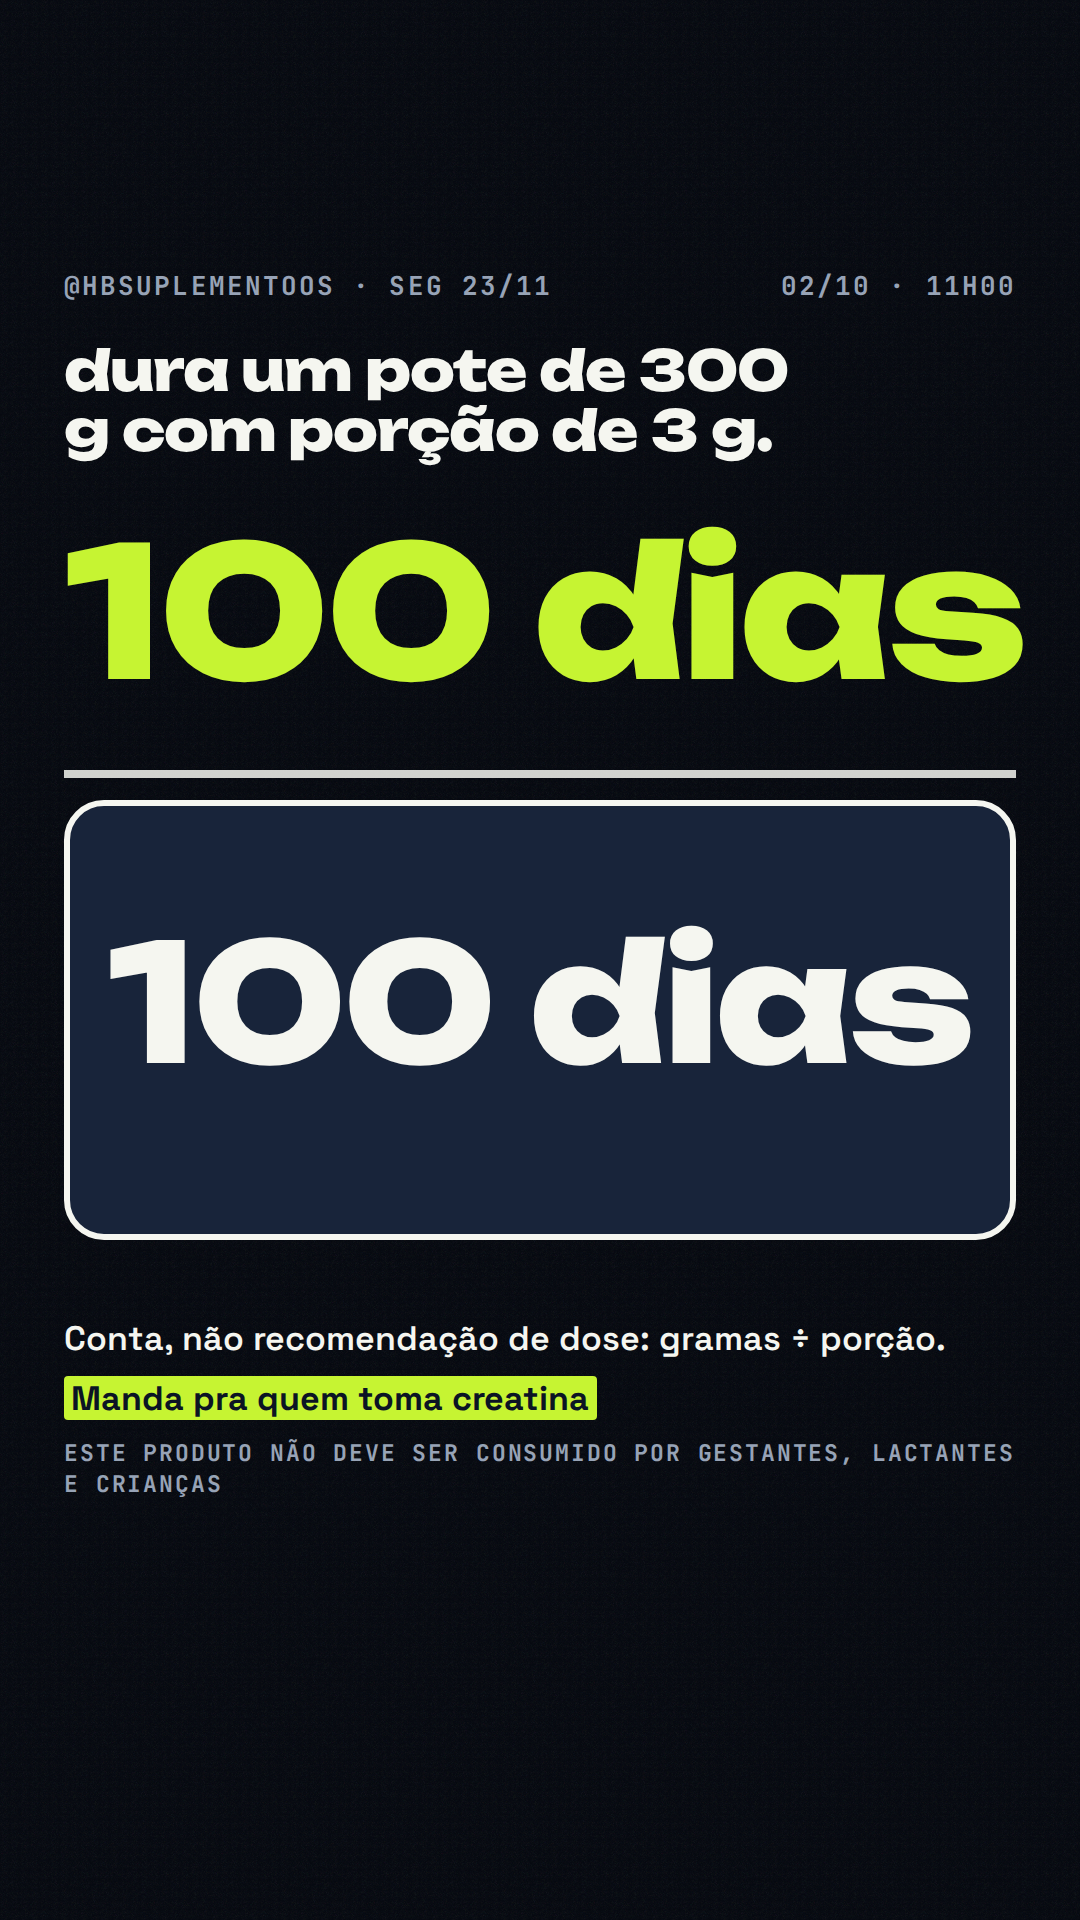 @HBSUPLEMENTOOS · SEG 23/11 02/10 · 11H00
dura um pote de 300
g com porção de 3 g.
100 dias
100 dias
Conta, não recomendação de dose: gramas ÷ porção.
Manda pra quem toma creatina
ESTE PRODUTO NÃO DEVE SER CONSUMIDO POR GESTANTES, LACTANTES
E CRIANÇAS